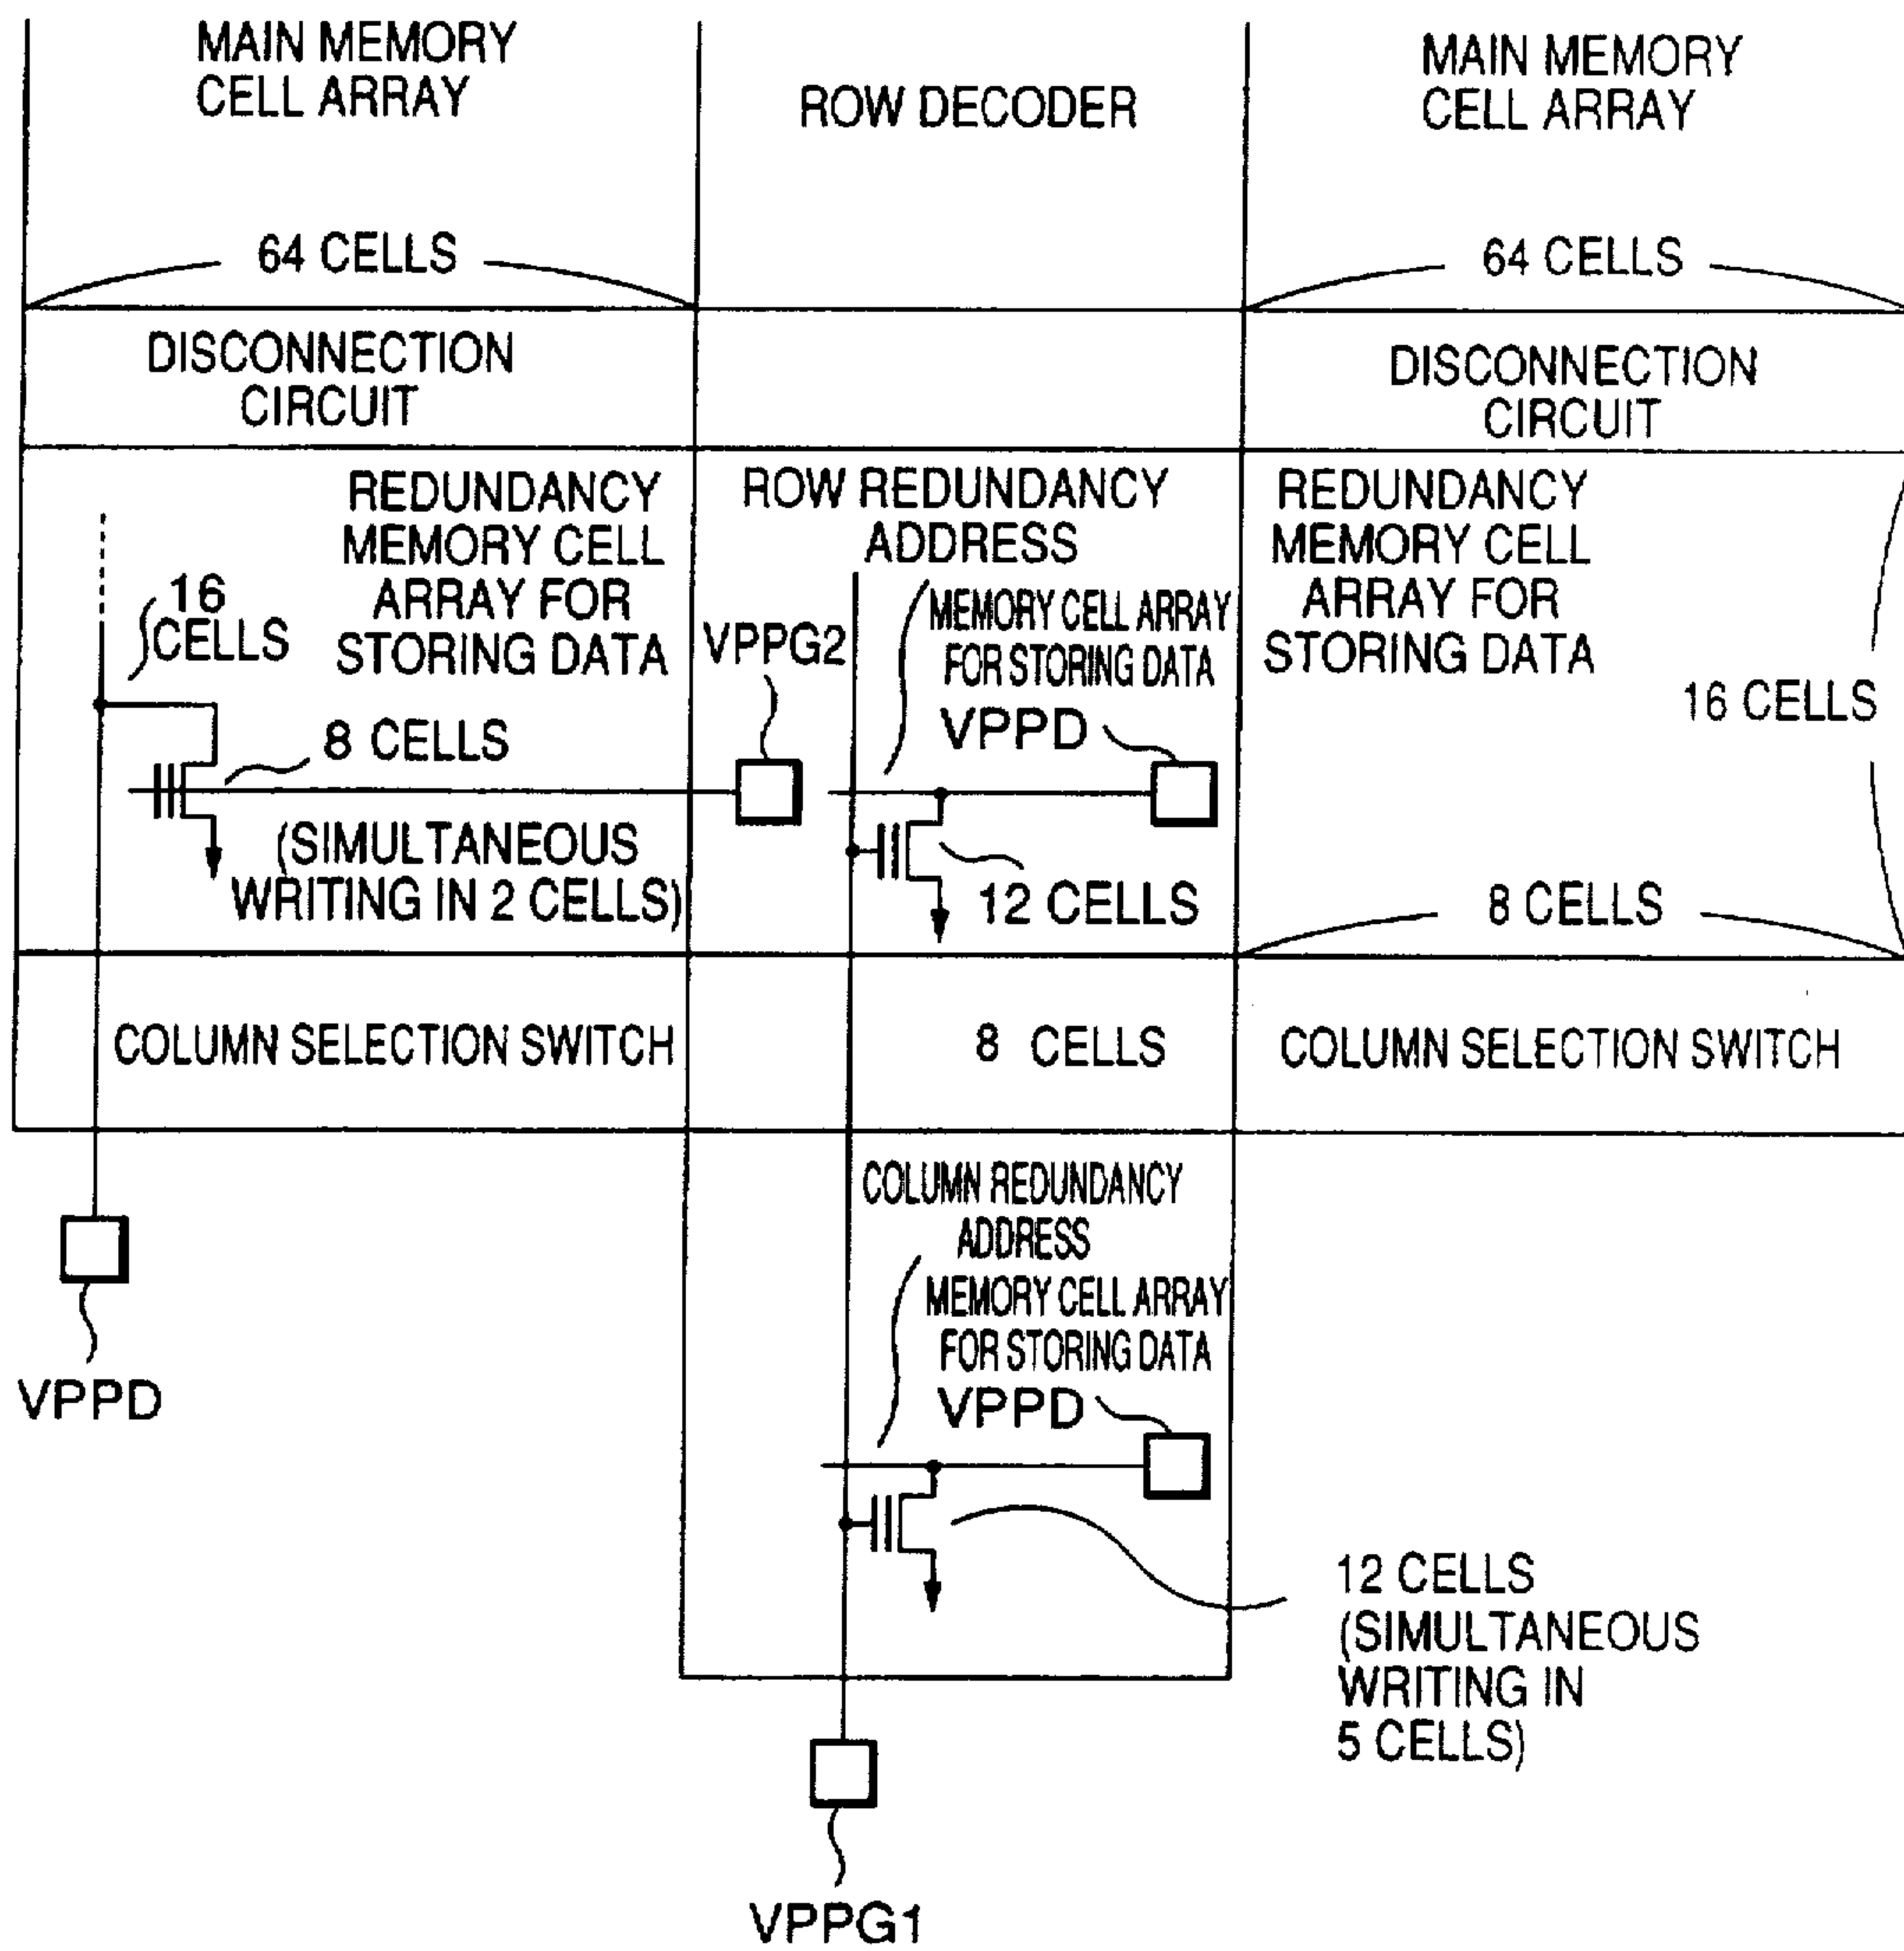 MAIN MEMORY
CELL ARRAY
ROW DECODER
MAIN MEMORY
CELL ARRAY
64 CELLS
64 CELLS
DISCONNECTION
CIRCUIT
DISCONNECTION
CIRCUIT
REDUNDANCY
MEMORY CELL
ARRAY FOR
STORING DATA
16
CELLS
8 CELLS
(SIMULTANEOUS
WRITING IN 2 CELLS)
VPPG2
ROW REDUNDANCY
ADDRESS
MEMORY CELL ARRAY
FOR STORING DATA
VPPD
12 CELLS
REDUNDANCY
MEMORY CELL
ARRAY FOR
STORING DATA
16 CELLS
8 CELLS
COLUMN SELECTION SWITCH
8 CELLS
COLUMN SELECTION SWITCH
VPPD
COLUMN REDUNDANCY
ADDRESS
MEMORY CELL ARRAY
FOR STORING DATA
VPPD
12 CELLS
(SIMULTANEOUS
WRITING IN
5 CELLS)
VPPG1